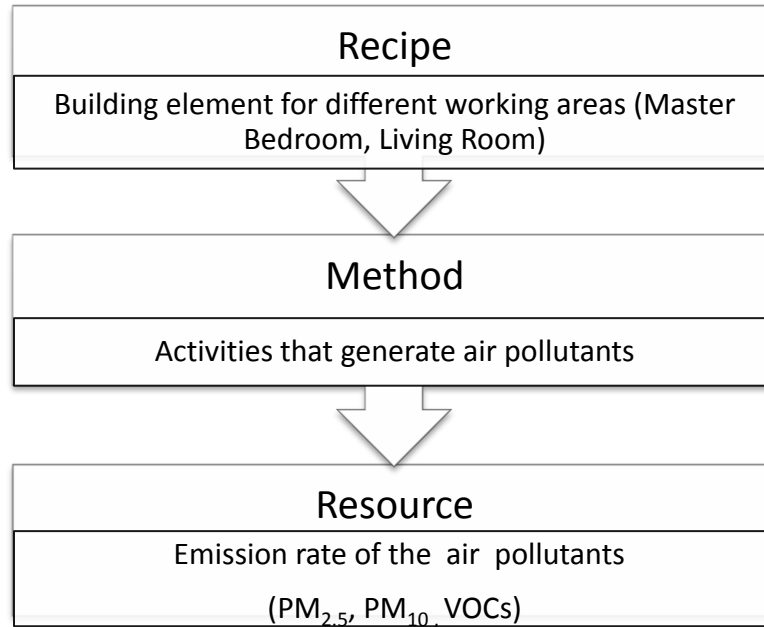 Recipe
Building element for different working areas (Master
Bedroom, Living Room)
Method
Activities that generate air pollutants
Resource
Emission rate of the  air  pollutants
(PM₂.₅, PM₁₀ , VOCs)